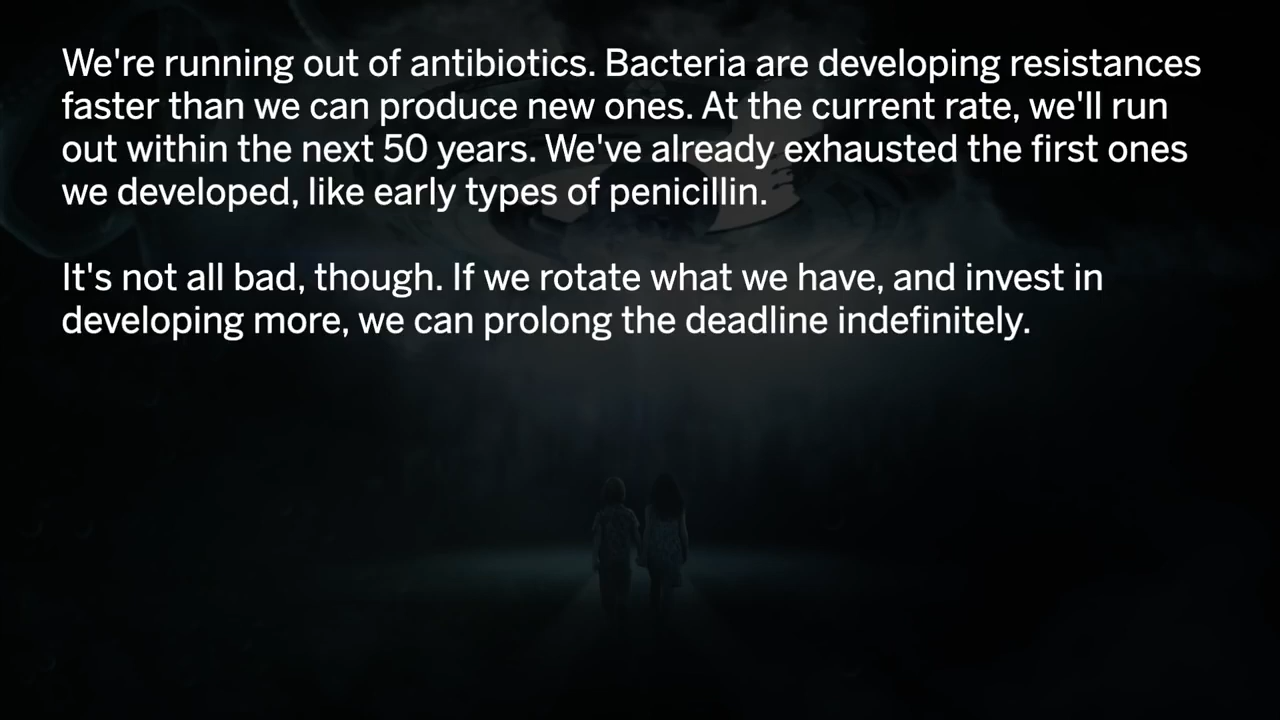 We're running out of antibiotics. Bacteria are developing resistances
faster than we can produce new ones. At the current rate, we'll run
out within the next 50 years. We've already exhausted the first ones
we developed, like early types of penicillin.
It's not all bad, though. If we rotate what we have, and invest in
developing more, we can prolong the deadline indefinitely.